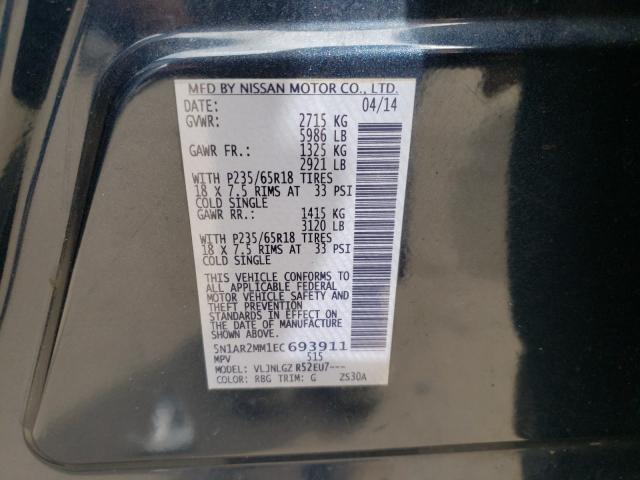 MFD BY NISSAN MOTOR CO., LTD.
DATE: 04/14
GVWR: 2715 KG
5986 LB
GAWR FR.: 1325 KG
2921 LB
WITH P235/65R18 TIRES
18 X 7.5 RIMS AT 33 PSI
COLD SINGLE
GAWR RR.: 1415 KG
3120 LB
WITH P235/65R18 TIRES
18 X 7.5 RIMS AT 33 PSI
COLD SINGLE
THIS VEHICLE CONFORMS TO
ALL APPLICABLE FEDERAL
MOTOR VEHICLE SAFETY AND
THEFT PREVENTION
STANDARDS IN EFFECT ON
THE DATE OF MANUFACTURE
SHOWN ABOVE.
5N1AR2MM1EC693911
MPV 515
MODEL: VLJNLGZ R52EU7---
COLOR: RBG TRIM: G ZS30A